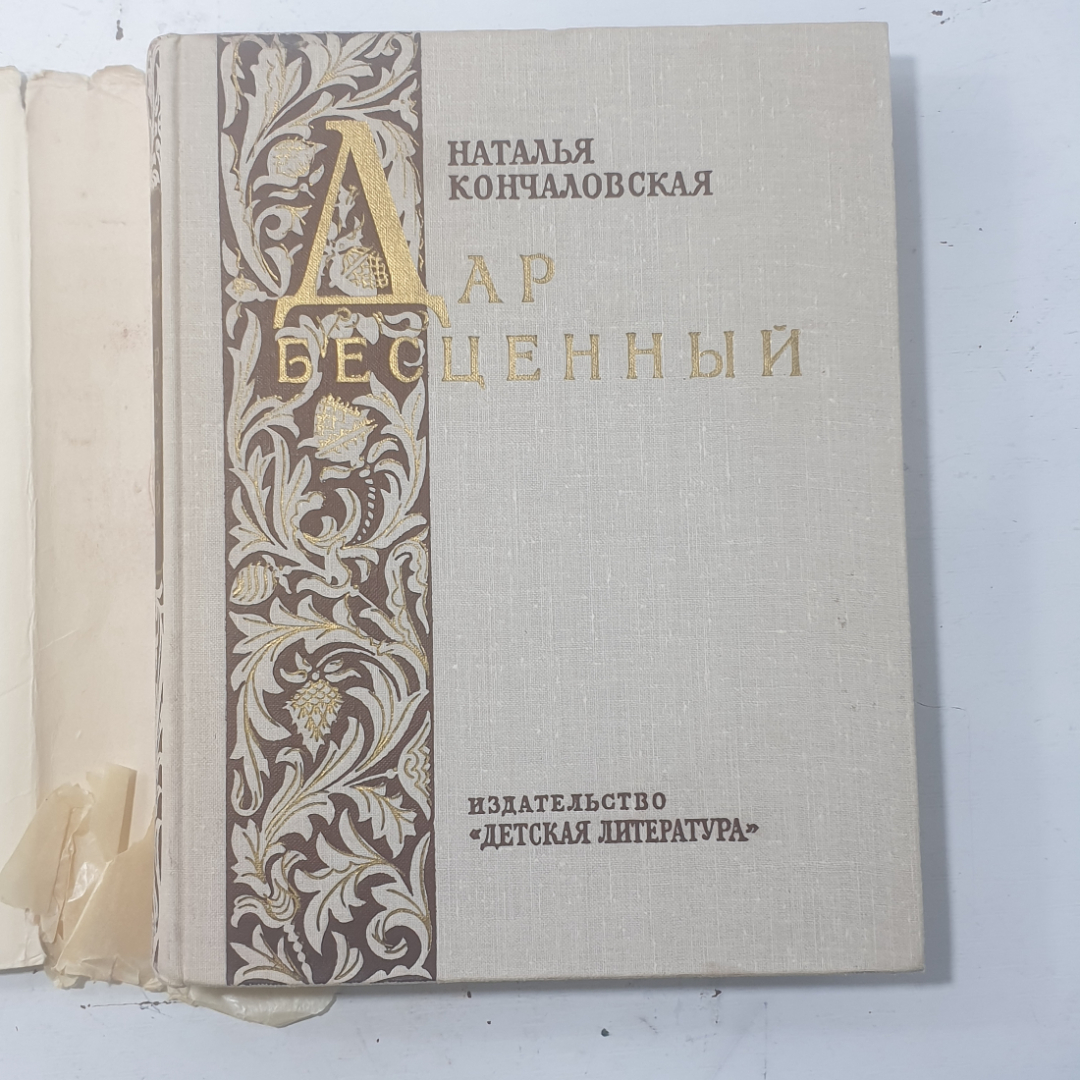 НАТАЛЬЯ
КОНЧАЛОВСКАЯ
ДАР
БЕСЦЕННЫЙ
ИЗДАТЕЛЬСТВО
«ДЕТСКАЯ ЛИТЕРАТУРА»